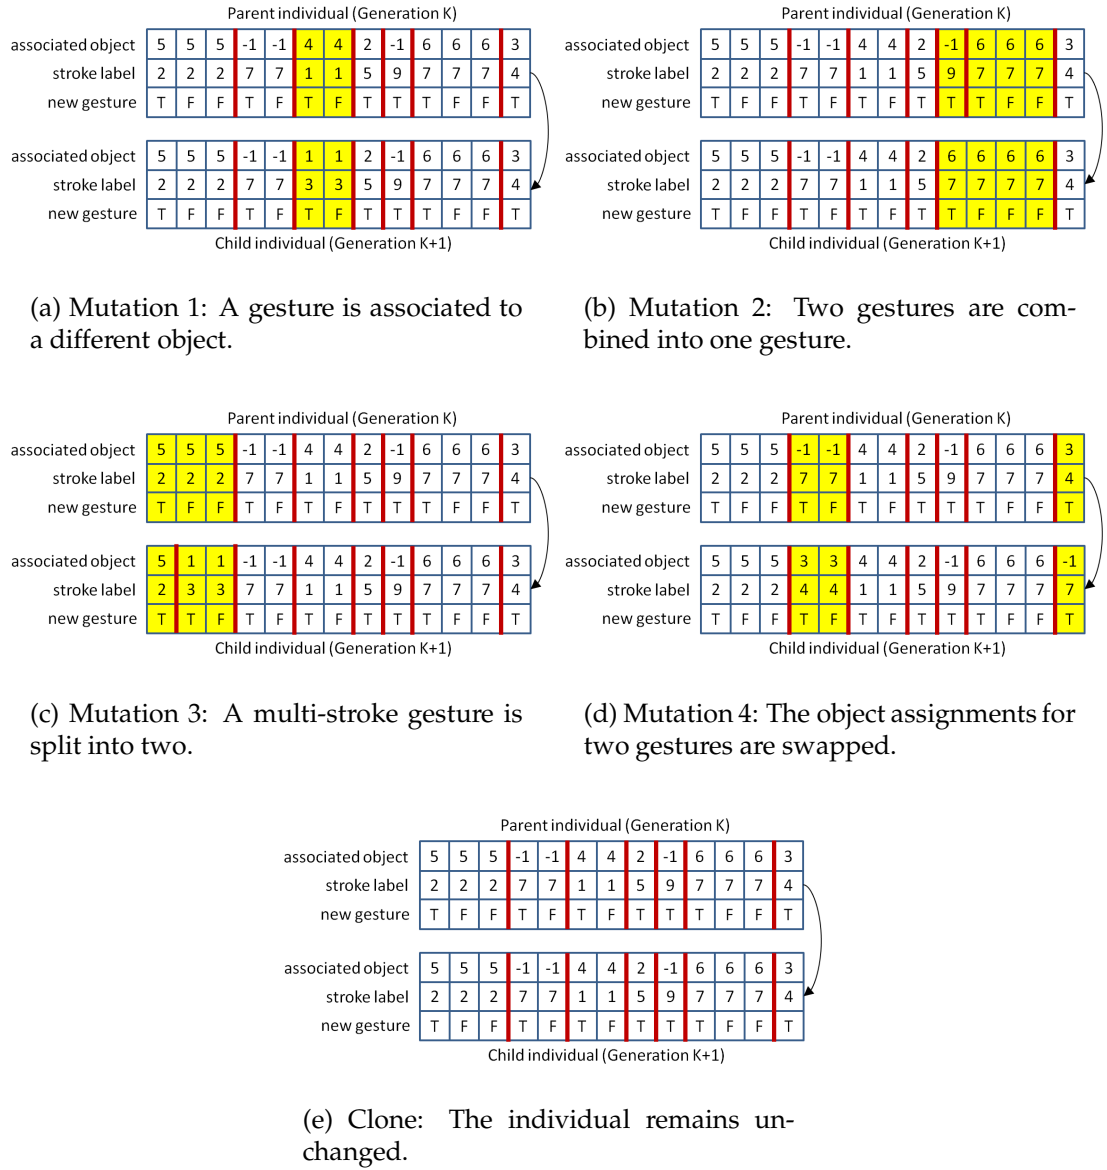 Parent individual (Generation K)
associated object 5 5 5 -1 -1 4 4 2 -1 6 6 6 3
stroke label 2 2 2 7 7 1 1 5 9 7 7 7 4
new gesture T F F T F T F T T T F F T
associated object 5 5 5 -1 -1 1 1 2 -1 6 6 6 3
stroke label 2 2 2 7 7 3 3 5 9 7 7 7 4
new gesture T F F T F T F T T T F F T
Child individual (Generation K+1)
(a) Mutation 1: A gesture is associated to
a different object.
Parent individual (Generation K)
associated object 5 5 5 -1 -1 4 4 2 -1 6 6 6 3
stroke label 2 2 2 7 7 1 1 5 9 7 7 7 4
new gesture T F F T F T F T T T F F T
associated object 5 5 5 -1 -1 4 4 2 6 6 6 6 3
stroke label 2 2 2 7 7 1 1 5 7 7 7 7 4
new gesture T F F T F T F T T F F F T
Child individual (Generation K+1)
(b) Mutation 2: Two gestures are com-
bined into one gesture.
Parent individual (Generation K)
associated object 5 5 5 -1 -1 4 4 2 -1 6 6 6 3
stroke label 2 2 2 7 7 1 1 5 9 7 7 7 4
new gesture T F F T F T F T T T F F T
associated object 5 1 1 -1 -1 4 4 2 -1 6 6 6 3
stroke label 2 3 3 7 7 1 1 5 9 7 7 7 4
new gesture T T F T F T F T T T F F T
Child individual (Generation K+1)
(c) Mutation 3: A multi-stroke gesture is
split into two.
Parent individual (Generation K)
associated object 5 5 5 -1 -1 4 4 2 -1 6 6 6 3
stroke label 2 2 2 7 7 1 1 5 9 7 7 7 4
new gesture T F F T F T F T T T F F T
associated object 5 5 5 3 3 4 4 2 -1 6 6 6 -1
stroke label 2 2 2 4 4 1 1 5 9 7 7 7 7
new gesture T F F T F T F T T T F F T
Child individual (Generation K+1)
(d) Mutation 4: The object assignments for
two gestures are swapped.
Parent individual (Generation K)
associated object 5 5 5 -1 -1 4 4 2 -1 6 6 6 3
stroke label 2 2 2 7 7 1 1 5 9 7 7 7 4
new gesture T F F T F T F T T T F F T
associated object 5 5 5 -1 -1 4 4 2 -1 6 6 6 3
stroke label 2 2 2 7 7 1 1 5 9 7 7 7 4
new gesture T F F T F T F T T T F F T
Child individual (Generation K+1)
(e) Clone: The individual remains un-
changed.